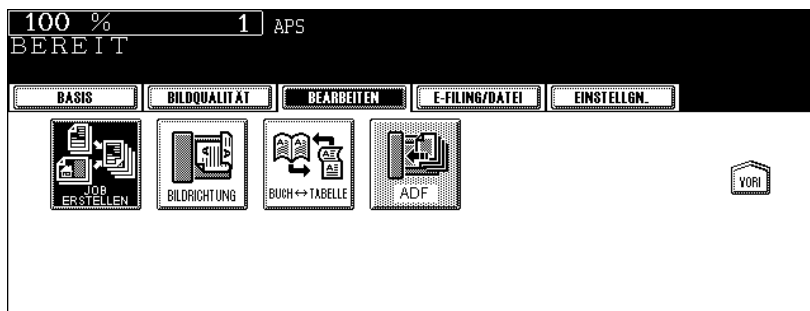 100 % 1 APS
BEREIT
BASIS BILDQUALITÄT BEARBEITEN E-FILING/DATEI EINSTELLGN.
JOB
ERSTELLEN
BILDRICHTUNG
BUCH ↔ TABELLE
ADF
VORI